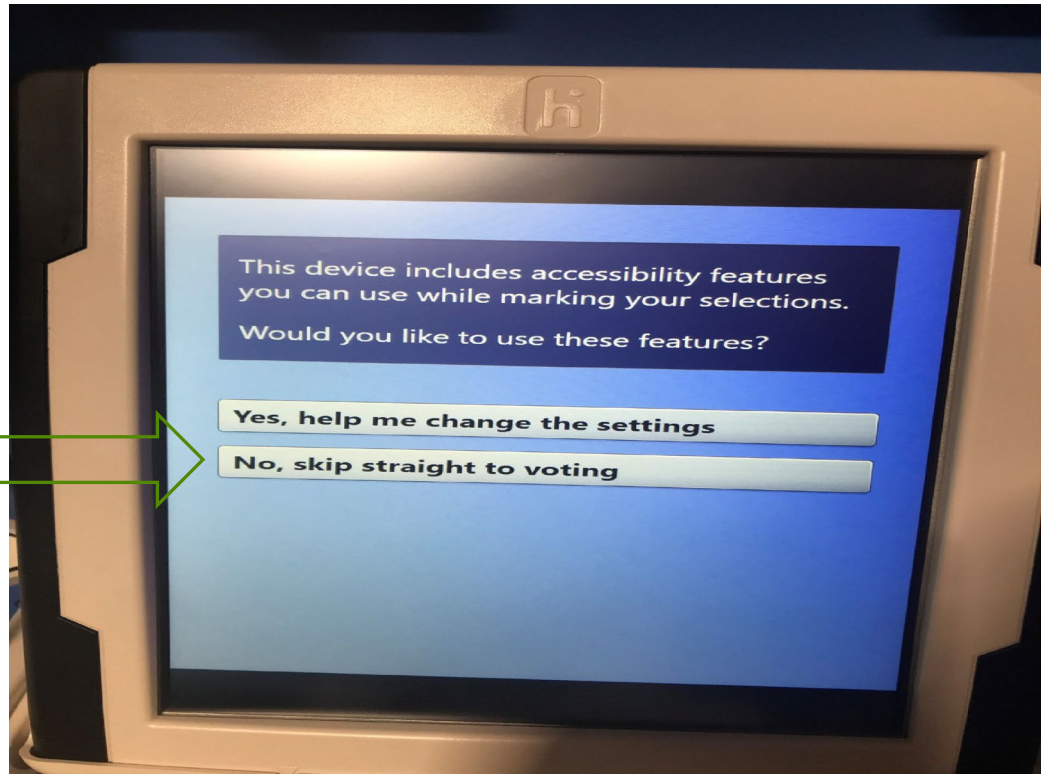 hi
This device includes accessibility features
you can use while marking your selections.
Would you like to use these features?
Yes, help me change the settings
No, skip straight to voting